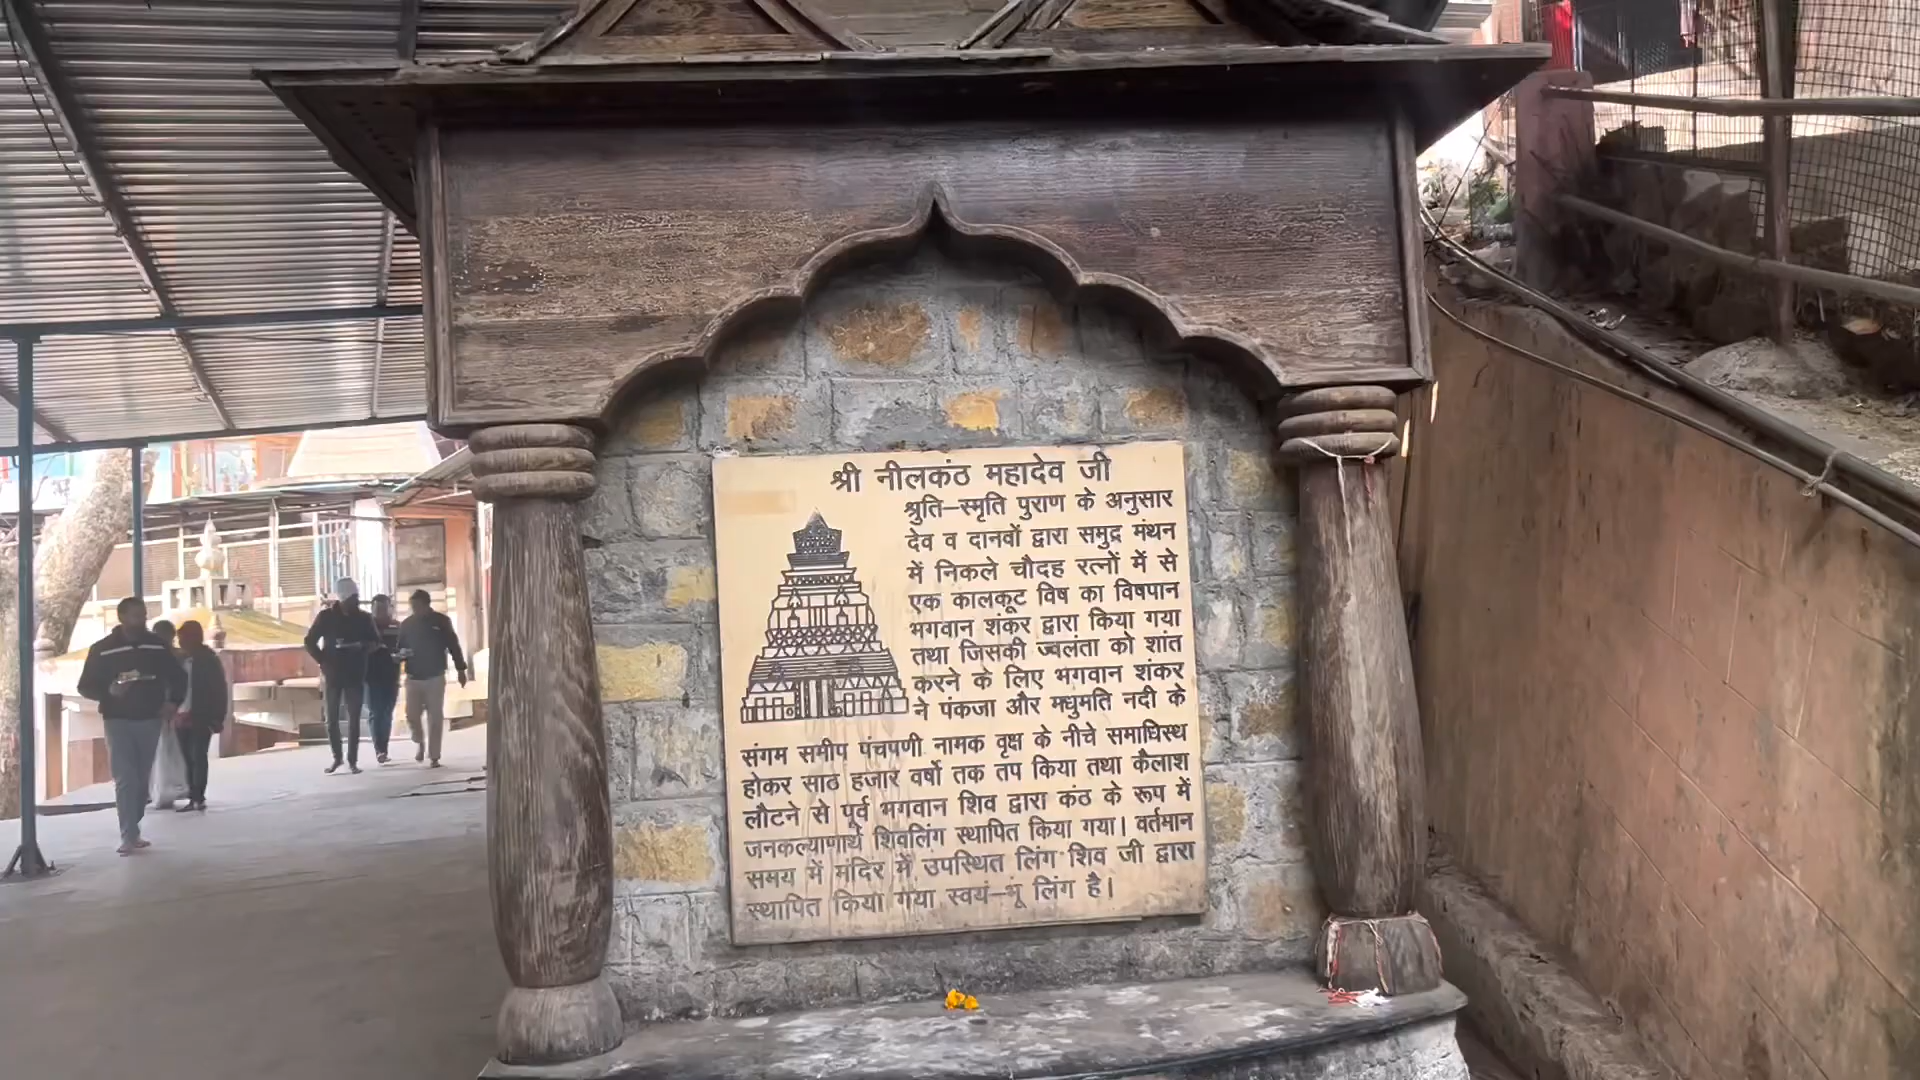 श्री नीलकंठ महादेव जी
श्रुति–स्मृति पुराण के अनुसार
देव व दानवों द्वारा समुद्र मंथन
में निकले चौदह रत्नों में से
एक कालकूट विष का विषपान
भगवान शंकर द्वारा किया गया
तथा जिसकी ज्वलंता को शांत
करने के लिए भगवान शंकर
ने पंकजा और मधुमति नदी के
संगम समीप पंचपणी नामक वृक्ष के नीचे समाधिस्थ
होकर साठ हजार वर्षो तक तप किया तथा कैलाश
लौटने से पूर्व भगवान शिव द्वारा कंठ के रूप में
जनकल्याणार्थ शिवलिंग स्थापित किया गया। वर्तमान
समय में मंदिर में उपस्थित लिंग शिव जी द्वारा
स्थापित किया गया स्वयं–भू लिंग है।